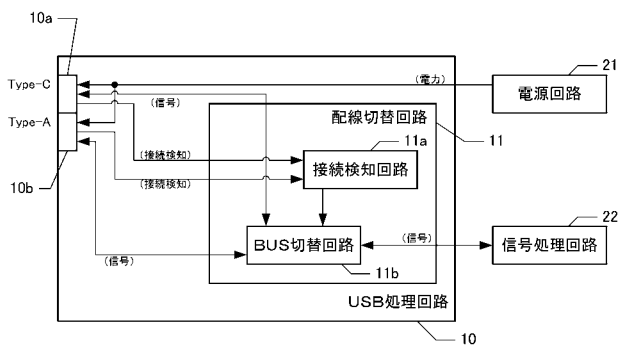 10a
21
Type-C
(電力)
電源回路
(信号)
配線切替回路
11
Type-A
11a
(接続検知)
接続検知回路
10b
(接続検知)
22
(信号)
BUS切替回路
(信号)
信号処理回路
11b
USB処理回路
10